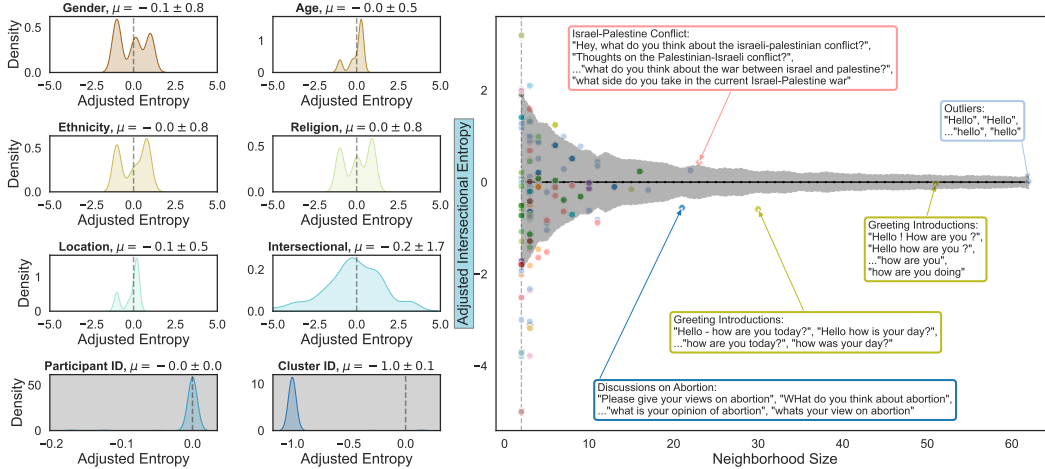 Gender, μ = −0.1 ± 0.8
Density
0.5
0.0
−5.0 −2.5 0.0 2.5 5.0
Adjusted Entropy
Age, μ = −0.0 ± 0.5
1
0
−5.0 −2.5 0.0 2.5 5.0
Adjusted Entropy
Ethnicity, μ = −0.0 ± 0.8
Density
0.5
0.0
−5.0 −2.5 0.0 2.5 5.0
Adjusted Entropy
Religion, μ = 0.0 ± 0.8
0.5
0.0
−5.0 −2.5 0.0 2.5 5.0
Adjusted Entropy
Location, μ = −0.1 ± 0.5
Density
1
0
−5.0 −2.5 0.0 2.5 5.0
Adjusted Entropy
Intersectional, μ = −0.2 ± 1.7
0.2
0.0
−5.0 −2.5 0.0 2.5 5.0
Adjusted Entropy
Participant ID, μ = −0.0 ± 0.0
Density
50
0
−0.2 −0.1 0.0
Adjusted Entropy
Cluster ID, μ = −1.0 ± 0.1
10
0
−1.0 −0.5 0.0
Adjusted Entropy
Adjusted Intersectional Entropy
2
0
−2
−4
0 10 20 30 40 50 60
Neighborhood Size
Israel-Palestine Conflict:
"Hey, what do you think about the israeli-palestinian conflict?",
"Thoughts on the Palestinian-Israeli conflict?",
..."what do you think about the war between israel and palestine?",
"what side do you take in the current Israel-Palestine war"
Outliers:
"Hello", "Hello",
..."hello", "hello"
Greeting Introductions:
"Hello ! How are you ?",
"Hello how are you ?",
..."how are you",
"how are you doing"
Greeting Introductions:
"Hello - how are you today?", "Hello how is your day?",
..."how are you today?", "how was your day?"
Discussions on Abortion:
"Please give your views on abortion", "WHat do you think about abortion",
..."what is your opinion of abortion", "whats your view on abortion"